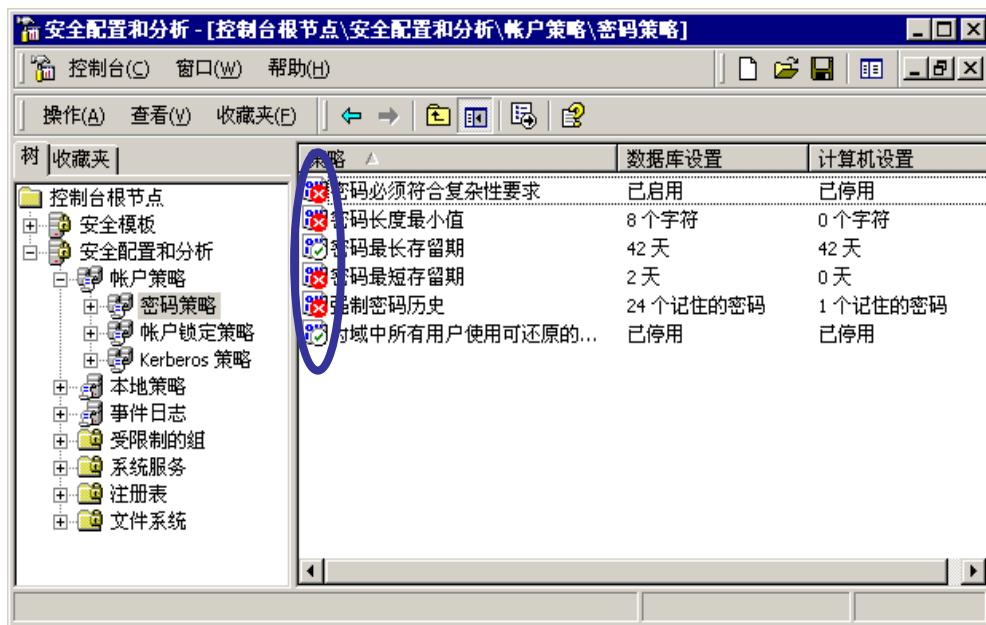 安全配置和分析 - [控制台根节点\安全配置和分析\帐户策略\密码策略]
控制台(C) 窗口(W) 帮助(H)
操作(A) 查看(V) 收藏夹(F)
树 收藏夹
策略 数据库设置 计算机设置
控制台根节点
安全模板
安全配置和分析
帐户策略
密码策略
帐户锁定策略
Kerberos 策略
本地策略
事件日志
受限制的组
系统服务
注册表
文件系统
密码必须符合复杂性要求 已启用 已停用
密码长度最小值 8 个字符 0 个字符
密码最长存留期 42 天 42 天
密码最短存留期 2 天 0 天
强制密码历史 24 个记住的密码 1 个记住的密码
对域中所有用户使用可还原的... 已停用 已停用